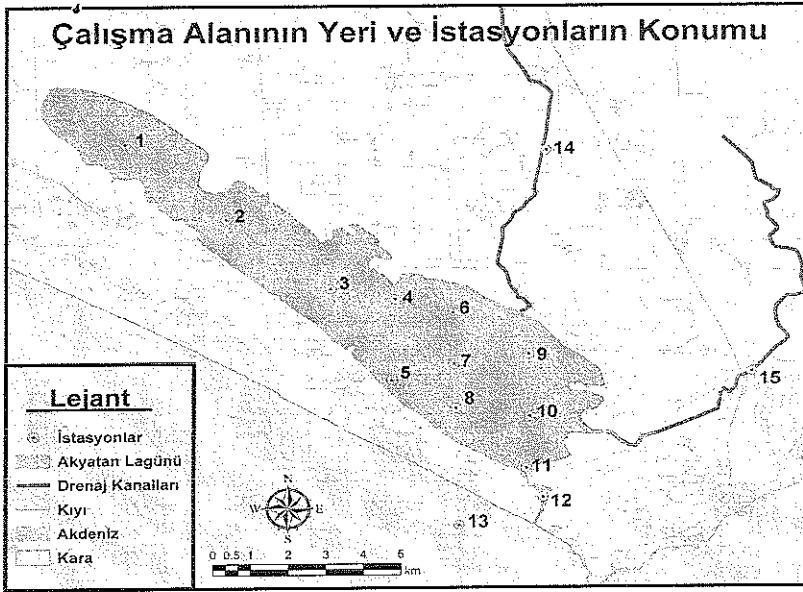 Çalışma Alanının Yeri ve İstasyonların Konumu
1
14
2
3
4
6
9
7
5
15
8
10
11
12
13
Lejant
İstasyonlar
Akyatan Lagünü
Drenaj Kanalları
Kıyı
Akdeniz
Kara
N
W E
S
0 0.5 1 2 3 4 5
km